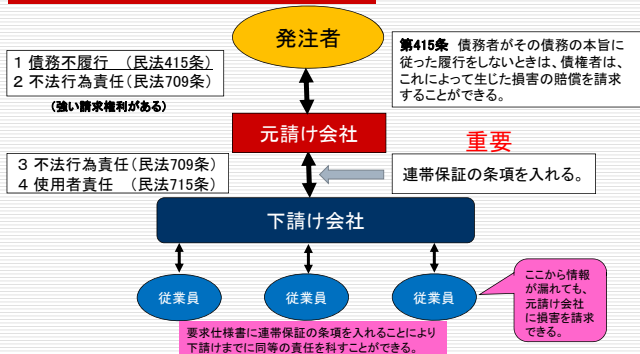 発注者
1 債務不履行 （民法415条）
2 不法行為責任（民法709条）
（強い請求権利がある）
第415条 債務者がその債務の本旨に
従った履行をしないときは、債権者は、
これによって生じた損害の賠償を請求
することができる。
元請け会社
重要
3 不法行為責任（民法709条）
4 使用者責任 （民法715条）
連帯保証の条項を入れる。
下請け会社
従業員
従業員
従業員
ここから情報
が漏れても、
元請け会社
に損害を請求
できる。
要求仕様書に連帯保証の条項を入れることにより
下請けまでに同等の責任を科すことができる。